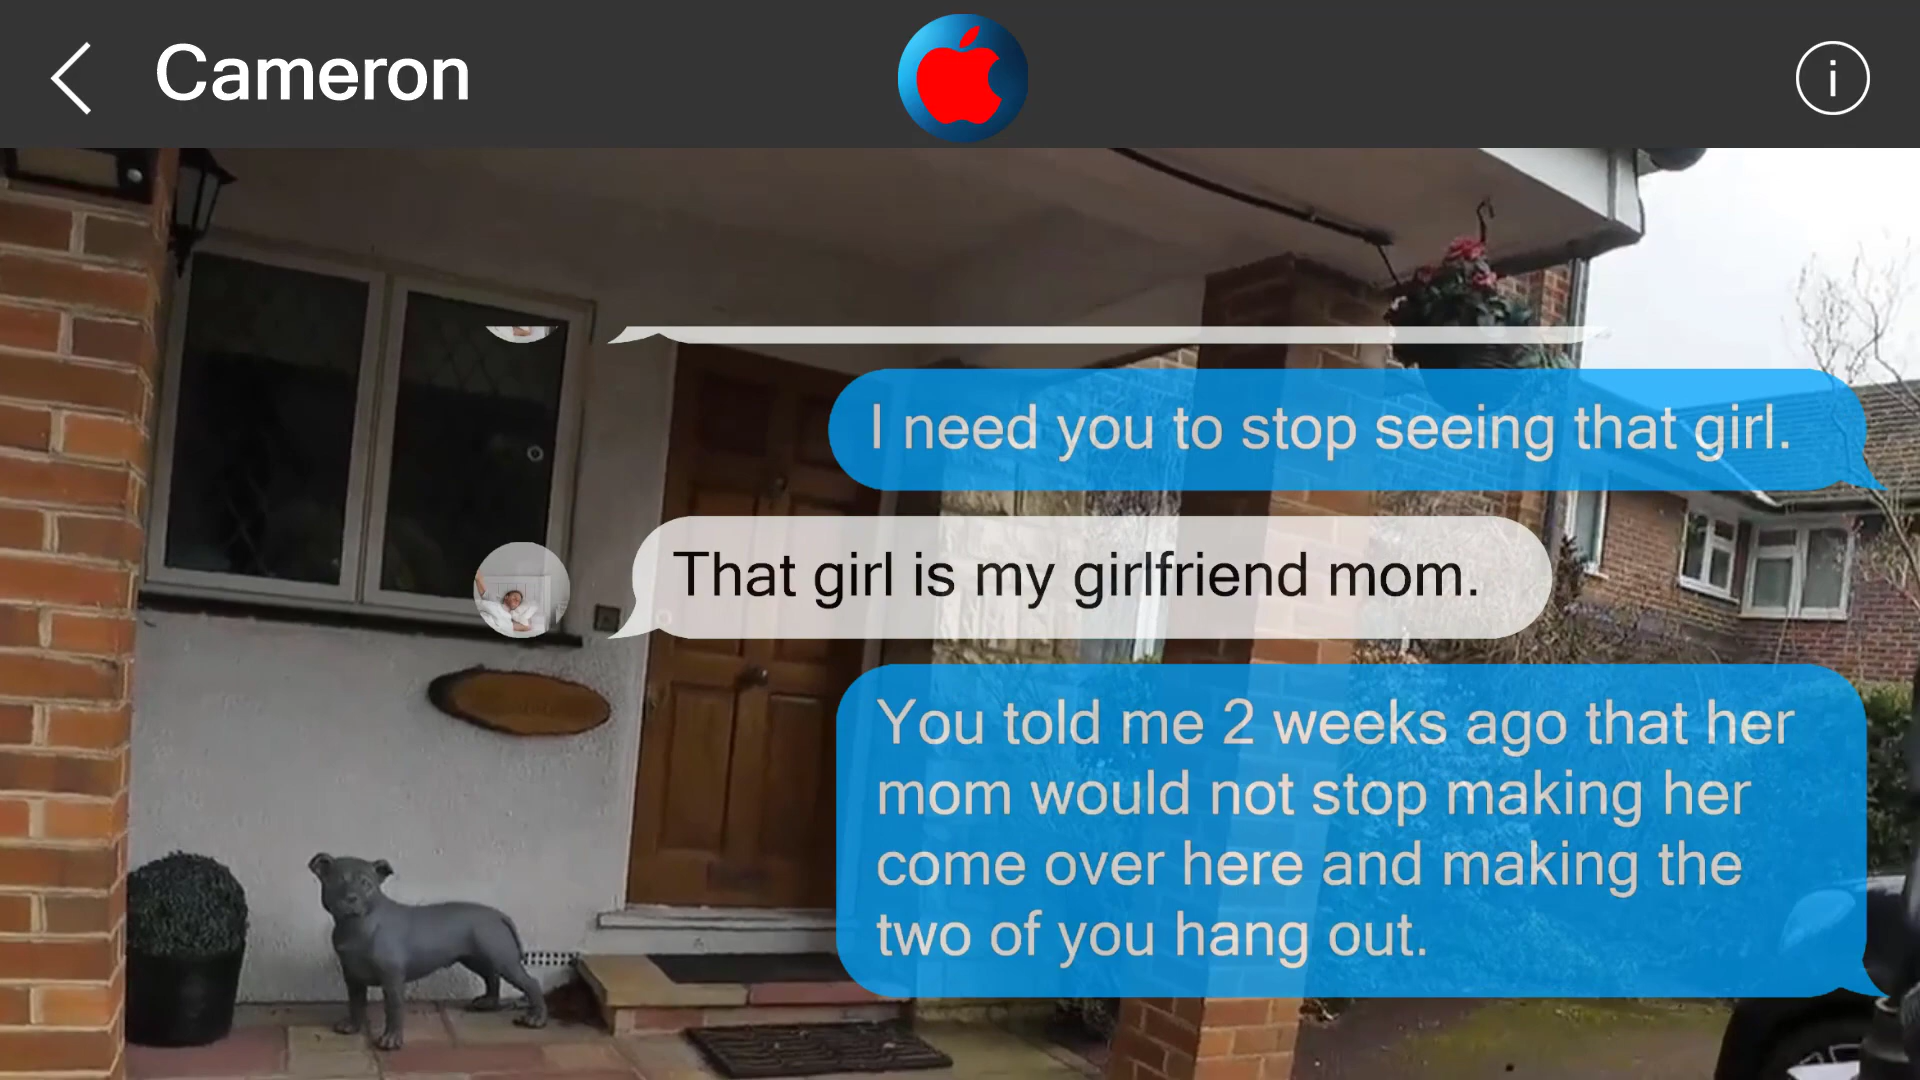 Cameron
i
I need you to stop seeing that girl.
That girl is my girlfriend mom.
You told me 2 weeks ago that her
mom would not stop making her
come over here and making the
two of you hang out.